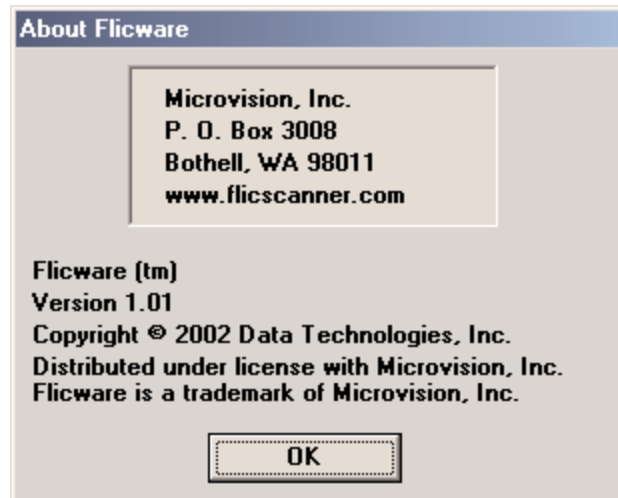 About Flicware
Microvision, Inc.
P. O. Box 3008
Bothell, WA 98011
www.flicscanner.com
Flicware (tm)
Version 1.01
Copyright © 2002 Data Technologies, Inc.
Distributed under license with Microvision, Inc.
Flicware is a trademark of Microvision, Inc.
OK